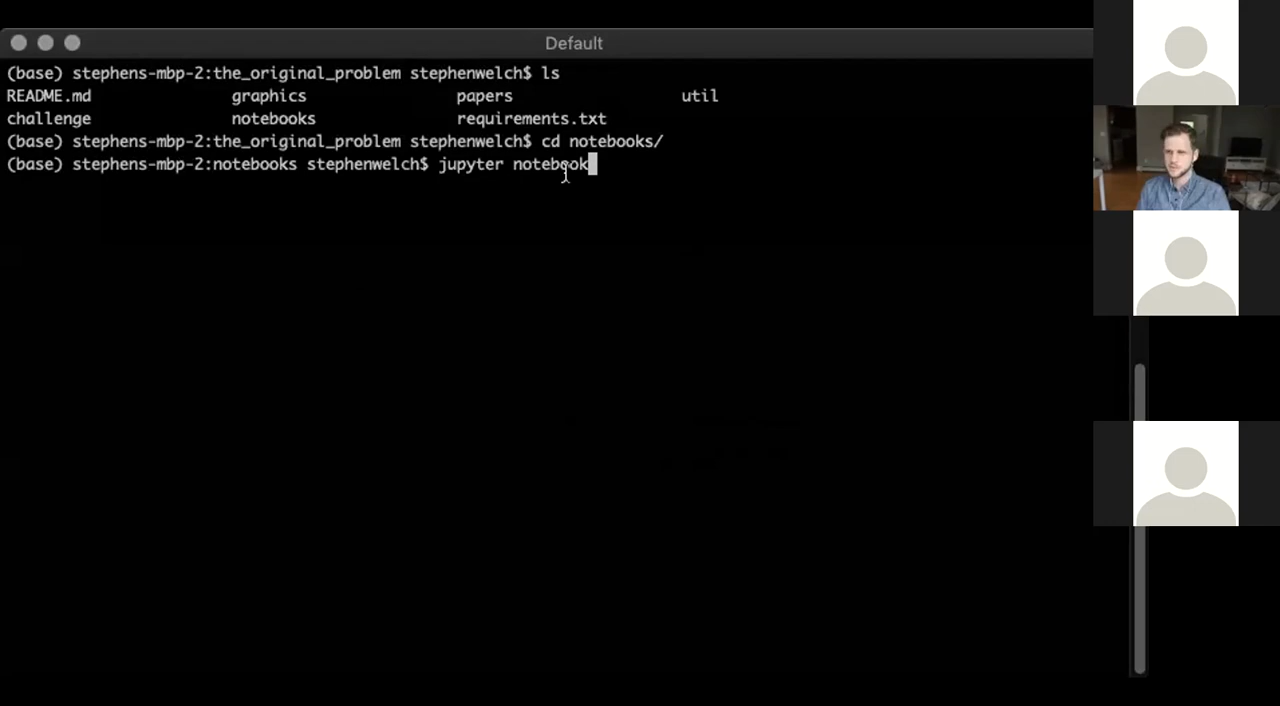 Default
(base) stephens-mbp-2:the_original_problem stephenwelch$ ls
README.md graphics papers util
challenge notebooks requirements.txt
(base) stephens-mbp-2:the_original_problem stephenwelch$ cd notebooks/
(base) stephens-mbp-2:notebooks stephenwelch$ jupyter notebook